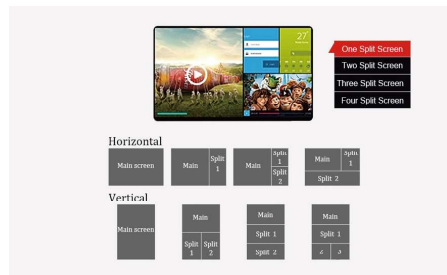 27
One Split Screen
Two Split Screen
Three Split Screen
Four Split Screen
Horizontal
Main screen
Main
Split
1
Main
Split
1
Split
2
Main
Split
1
Split 2
Vertical
Main screen
Main
Split
1
Split
2
Main
Split 1
Split 2
Main
Split 1